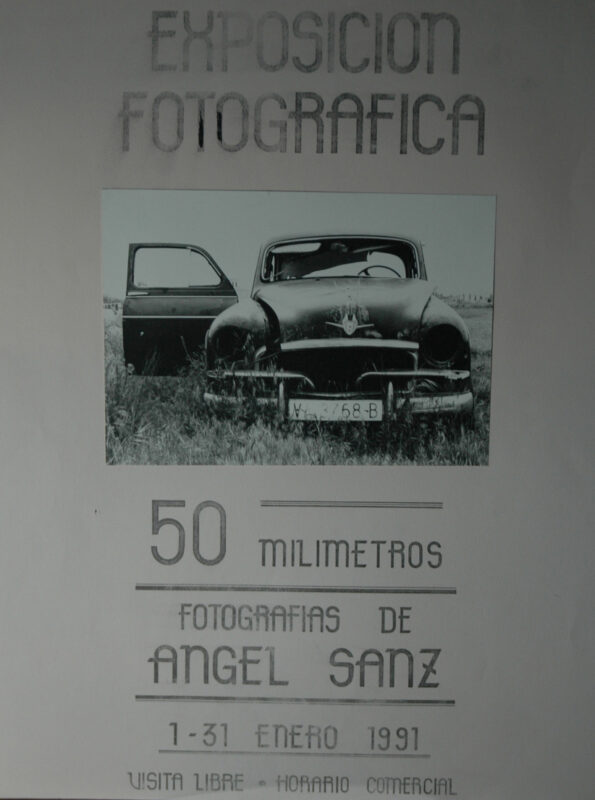 EXPOSICION
FOTOGRAFICA
50 MILIMETROS
FOTOGRAFIAS DE
ANGEL SANZ
1-31 ENERO 1991
VISITA LIBRE - HORARIO COMERCIAL